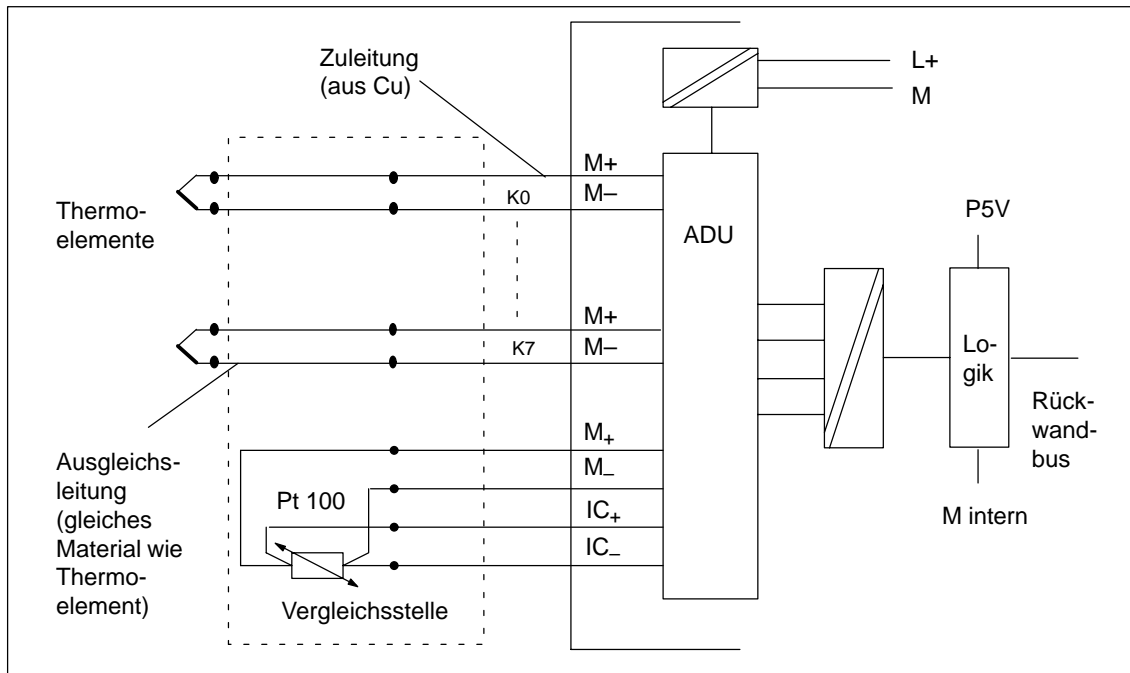 Zuleitung
(aus Cu)
L+
M
M+
M–
K0
Thermo-
elemente
ADU
P5V
M+
M–
K7
Lo-
gik
Rück-
wand-
bus
Ausgleichs-
leitung
(gleiches
Material wie
Thermo-
element)
Pt 100
M+
M–
IC+
IC–
M intern
Vergleichsstelle